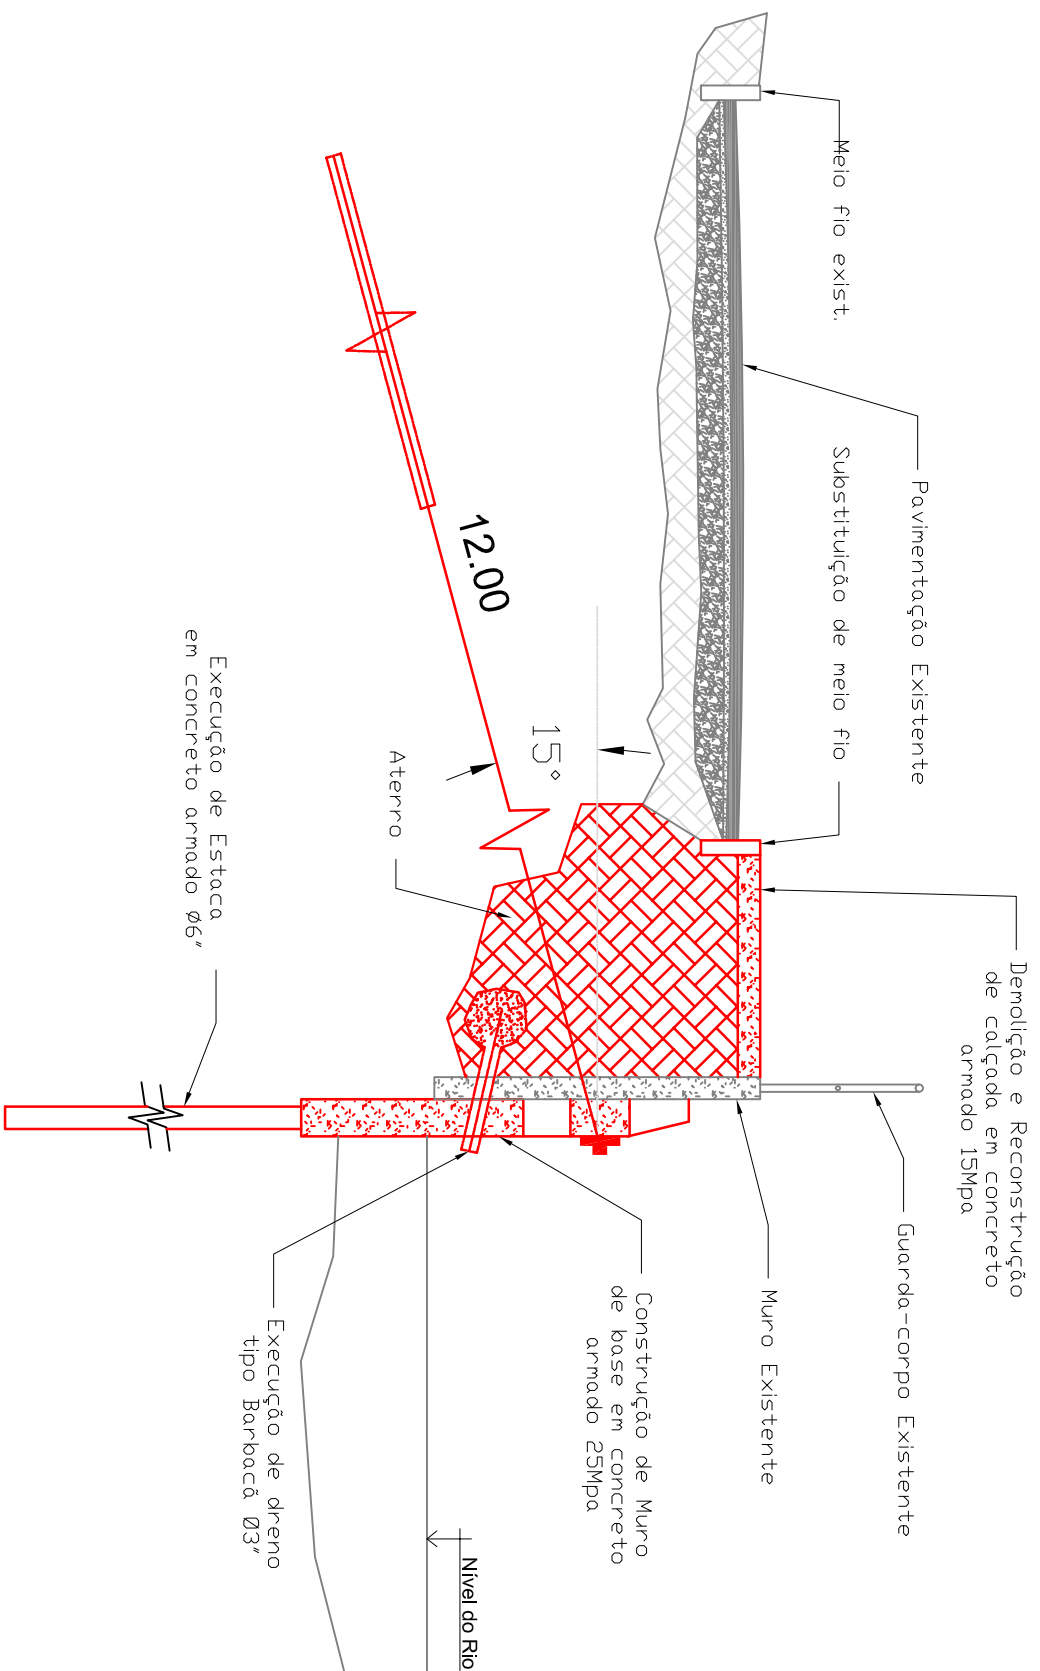 Meio fio exist.
Pavimentação Existente
Substituição de meio fio
Demolição e Reconstrução
de calçada em concreto
armado 15Mpa
Guarda-corpo Existente
Muro Existente
Construção de Muro
de base em concreto
armado 25Mpa
Execução de dreno
tipo Barbacã Ø3"
Nível do Rio
12.00
15°
Aterro
Execução de Estaca
em concreto armado Ø6"